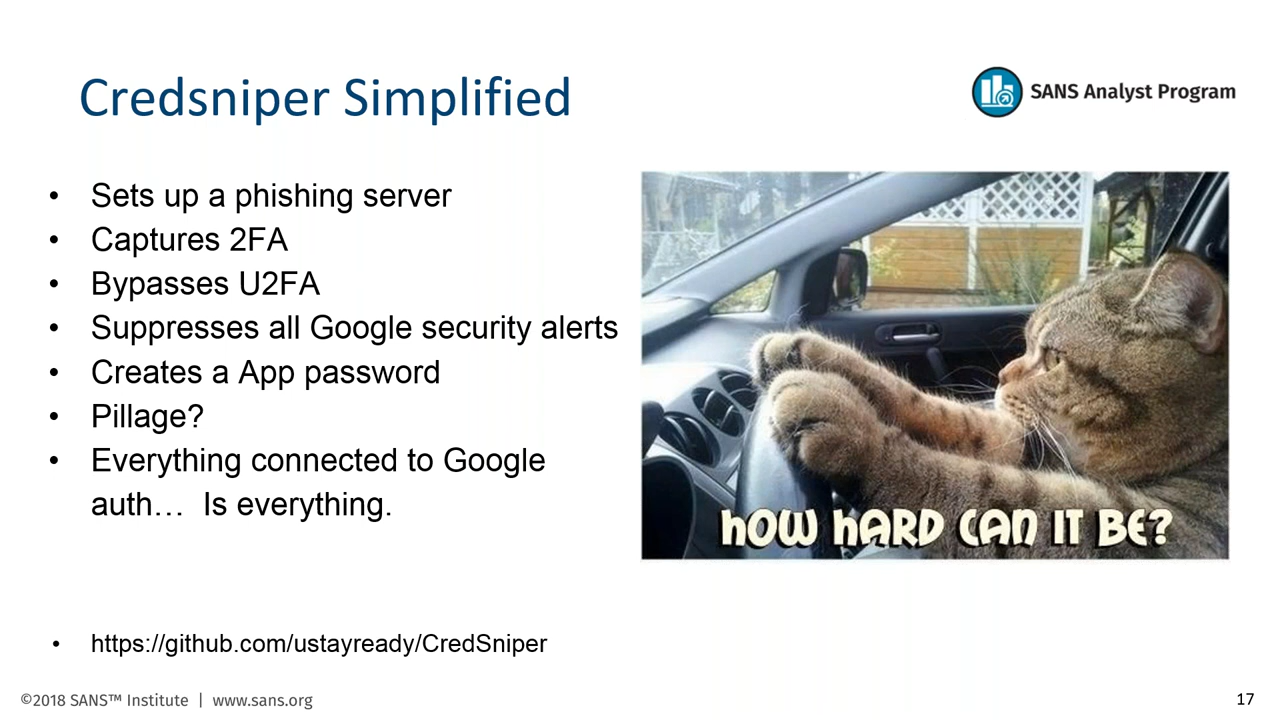 Credsniper Simplified
SANS Analyst Program
• Sets up a phishing server
• Captures 2FA
• Bypasses U2FA
• Suppresses all Google security alerts
• Creates a App password
• Pillage?
• Everything connected to Google
auth… Is everything.
HOW HARD CAN IT BE?
• https://github.com/ustayready/CredSniper
©2018 SANS™ Institute | www.sans.org
17